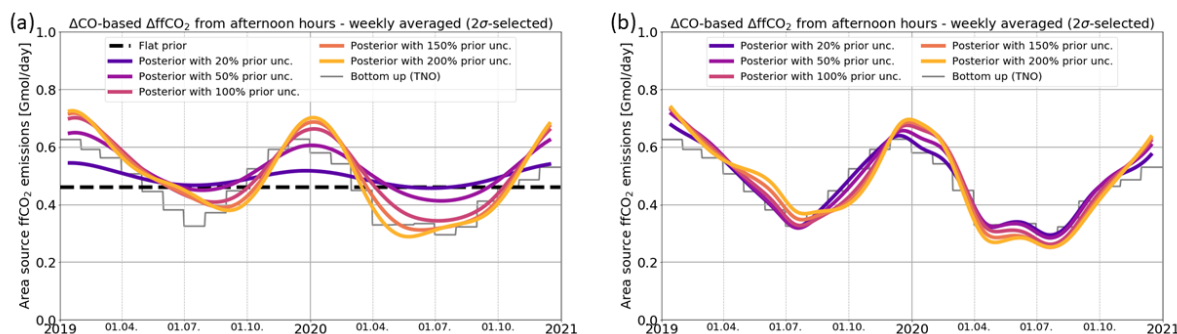 (a) ΔCO-based ΔffCO₂ from afternoon hours - weekly averaged (2σ-selected)
Area source ffCO₂ emissions [Gmol/day]
1.0
0.8
0.6
0.4
0.2
0.0
Flat prior
Posterior with 20% prior unc.
Posterior with 50% prior unc.
Posterior with 100% prior unc.
Posterior with 150% prior unc.
Posterior with 200% prior unc.
Bottom up (TNO)
2019 01.04. 01.07. 01.10. 2020 01.04. 01.07. 01.10. 2021
(b) ΔCO-based ΔffCO₂ from afternoon hours - weekly averaged (2σ-selected)
Area source ffCO₂ emissions [Gmol/day]
1.0
0.8
0.6
0.4
0.2
0.0
Posterior with 20% prior unc.
Posterior with 50% prior unc.
Posterior with 100% prior unc.
Posterior with 150% prior unc.
Posterior with 200% prior unc.
Bottom up (TNO)
2019 01.04. 01.07. 01.10. 2020 01.04. 01.07. 01.10. 2021